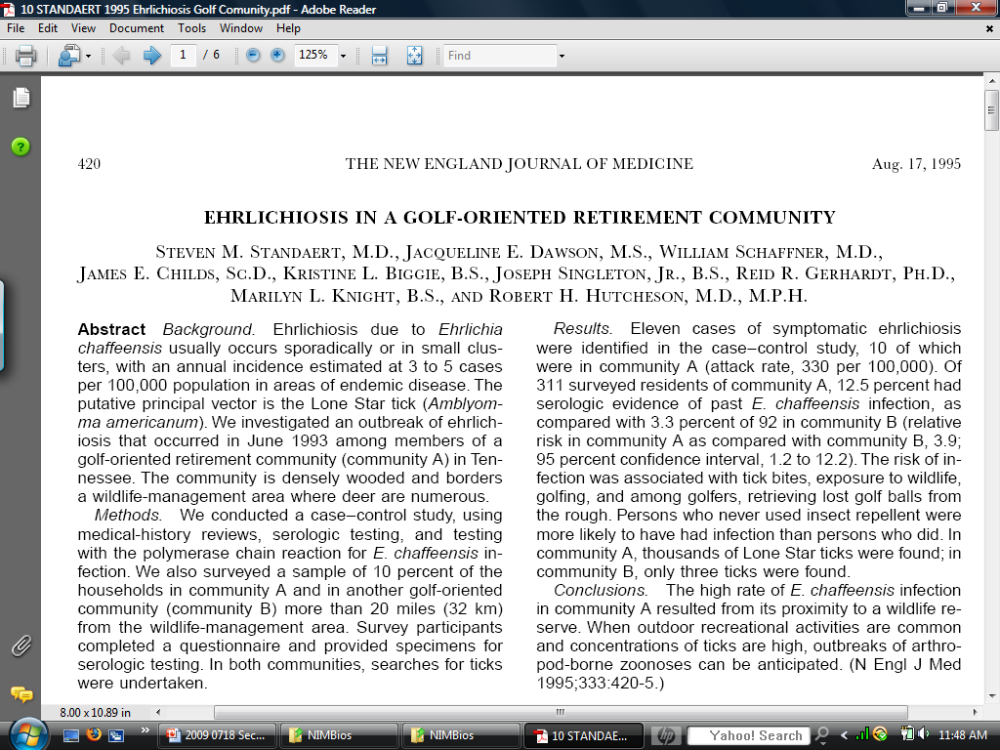 10 STANDAERT 1995 Ehrlichiosis Golf Comunity.pdf - Adobe Reader
File Edit View Document Tools Window Help
1 / 6 125% Find
420 THE NEW ENGLAND JOURNAL OF MEDICINE Aug. 17, 1995
EHRLICHIOSIS IN A GOLF-ORIENTED RETIREMENT COMMUNITY
STEVEN M. STANDAERT, M.D., JACQUELINE E. DAWSON, M.S., WILLIAM SCHAFFNER, M.D.,
JAMES E. CHILDS, SC.D., KRISTINE L. BIGGIE, B.S., JOSEPH SINGLETON, JR., B.S., REID R. GERHARDT, PH.D.,
MARILYN L. KNIGHT, B.S., AND ROBERT H. HUTCHESON, M.D., M.P.H.
Abstract Background. Ehrlichiosis due to Ehrlichia
chaffeensis usually occurs sporadically or in small clus-
ters, with an annual incidence estimated at 3 to 5 cases
per 100,000 population in areas of endemic disease. The
putative principal vector is the Lone Star tick (Amblyom-
ma americanum). We investigated an outbreak of ehrlich-
iosis that occurred in June 1993 among members of a
golf-oriented retirement community (community A) in Ten-
nessee. The community is densely wooded and borders
a wildlife-management area where deer are numerous.
Methods. We conducted a case–control study, using
medical-history reviews, serologic testing, and testing
with the polymerase chain reaction for E. chaffeensis in-
fection. We also surveyed a sample of 10 percent of the
households in community A and in another golf-oriented
community (community B) more than 20 miles (32 km)
from the wildlife-management area. Survey participants
completed a questionnaire and provided specimens for
serologic testing. In both communities, searches for ticks
were undertaken.
Results. Eleven cases of symptomatic ehrlichiosis
were identified in the case–control study, 10 of which
were in community A (attack rate, 330 per 100,000). Of
311 surveyed residents of community A, 12.5 percent had
serologic evidence of past E. chaffeensis infection, as
compared with 3.3 percent of 92 in community B (relative
risk in community A as compared with community B, 3.9;
95 percent confidence interval, 1.2 to 12.2). The risk of in-
fection was associated with tick bites, exposure to wildlife,
golfing, and among golfers, retrieving lost golf balls from
the rough. Persons who never used insect repellent were
more likely to have had infection than persons who did. In
community A, thousands of Lone Star ticks were found; in
community B, only three ticks were found.
Conclusions. The high rate of E. chaffeensis infection
in community A resulted from its proximity to a wildlife re-
serve. When outdoor recreational activities are common
and concentrations of ticks are high, outbreaks of arthro-
pod-borne zoonoses can be anticipated. (N Engl J Med
1995;333:420-5.)
8.00 x 10.89 in
2009 0718 Sec... NIMBios NIMBios 10 STANDAE... hp Yahoo! Search 11:48 AM